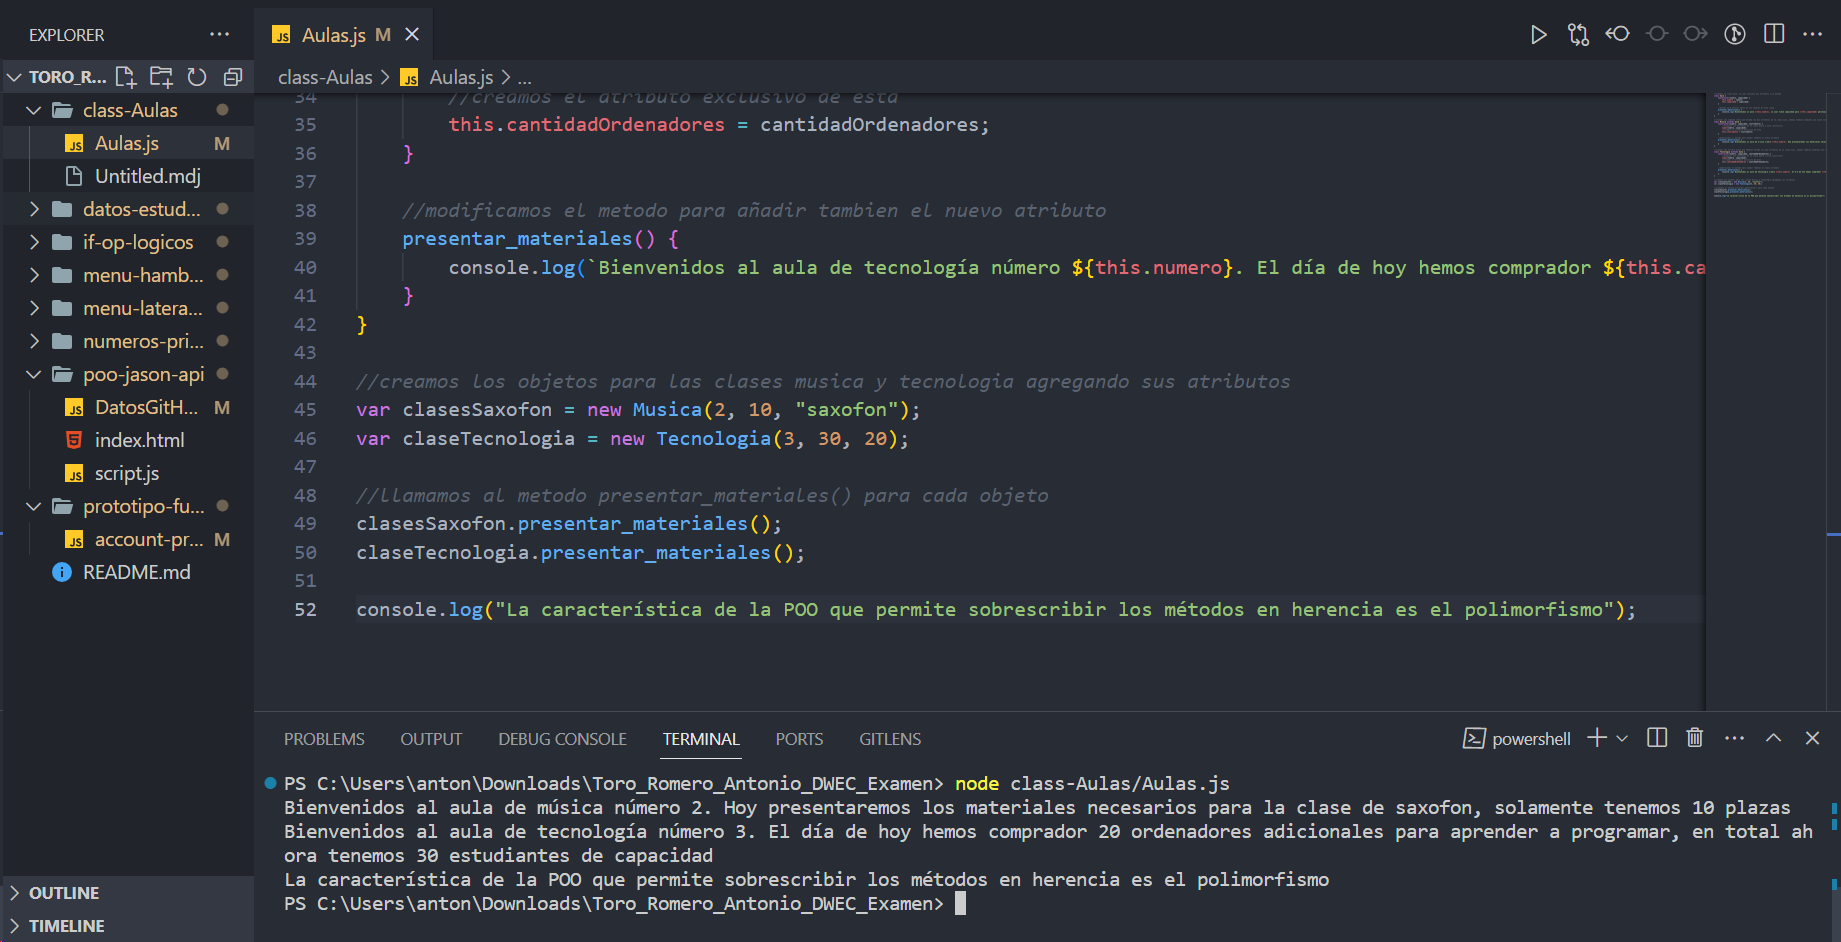 EXPLORER
TORO_R...
class-Aulas
Aulas.js M
Untitled.mdj
datos-estud...
if-op-logicos
menu-hamb...
menu-latera...
numeros-pri...
poo-jason-api
DatosGitH... M
index.html
script.js
prototipo-fu...
account-pr... M
README.md
OUTLINE
TIMELINE
JS Aulas.js M
class-Aulas > JS Aulas.js > ...
34 //creamos el atributo exclusivo de esta
35 this.cantidadOrdenadores = cantidadOrdenadores;
36 }
37
38 //modificamos el metodo para añadir tambien el nuevo atributo
39 presentar_materiales() {
40 console.log(`Bienvenidos al aula de tecnología número ${this.numero}. El día de hoy hemos comprador ${this.ca
41 }
42 }
43
44 //creamos los objetos para las clases musica y tecnologia agregando sus atributos
45 var clasesSaxofon = new Musica(2, 10, "saxofon");
46 var claseTecnologia = new Tecnologia(3, 30, 20);
47
48 //llamamos al metodo presentar_materiales() para cada objeto
49 clasesSaxofon.presentar_materiales();
50 claseTecnologia.presentar_materiales();
51
52 console.log("La característica de la POO que permite sobrescribir los métodos en herencia es el polimorfismo");
PROBLEMS OUTPUT DEBUG CONSOLE TERMINAL PORTS GITLENS powershell
PS C:\Users\anton\Downloads\Toro_Romero_Antonio_DWEC_Examen> node class-Aulas/Aulas.js
Bienvenidos al aula de música número 2. Hoy presentaremos los materiales necesarios para la clase de saxofon, solamente tenemos 10 plazas
Bienvenidos al aula de tecnología número 3. El día de hoy hemos comprador 20 ordenadores adicionales para aprender a programar, en total ah
ora tenemos 30 estudiantes de capacidad
La característica de la POO que permite sobrescribir los métodos en herencia es el polimorfismo
PS C:\Users\anton\Downloads\Toro_Romero_Antonio_DWEC_Examen>